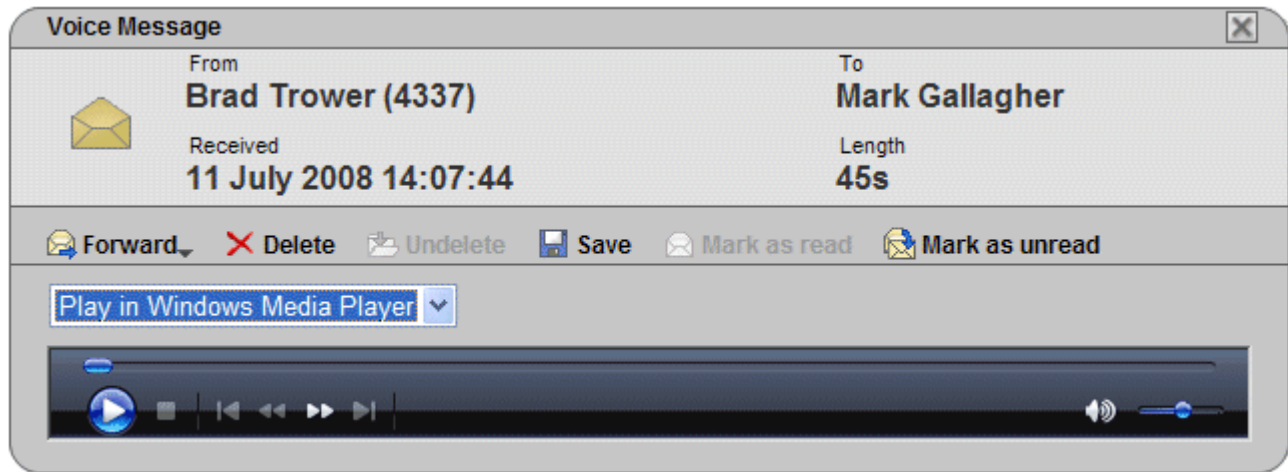 Voice Message
From To
Brad Trower (4337) Mark Gallagher
Received Length
11 July 2008 14:07:44 45s
Forward Delete Undelete Save Mark as read Mark as unread
Play in Windows Media Player